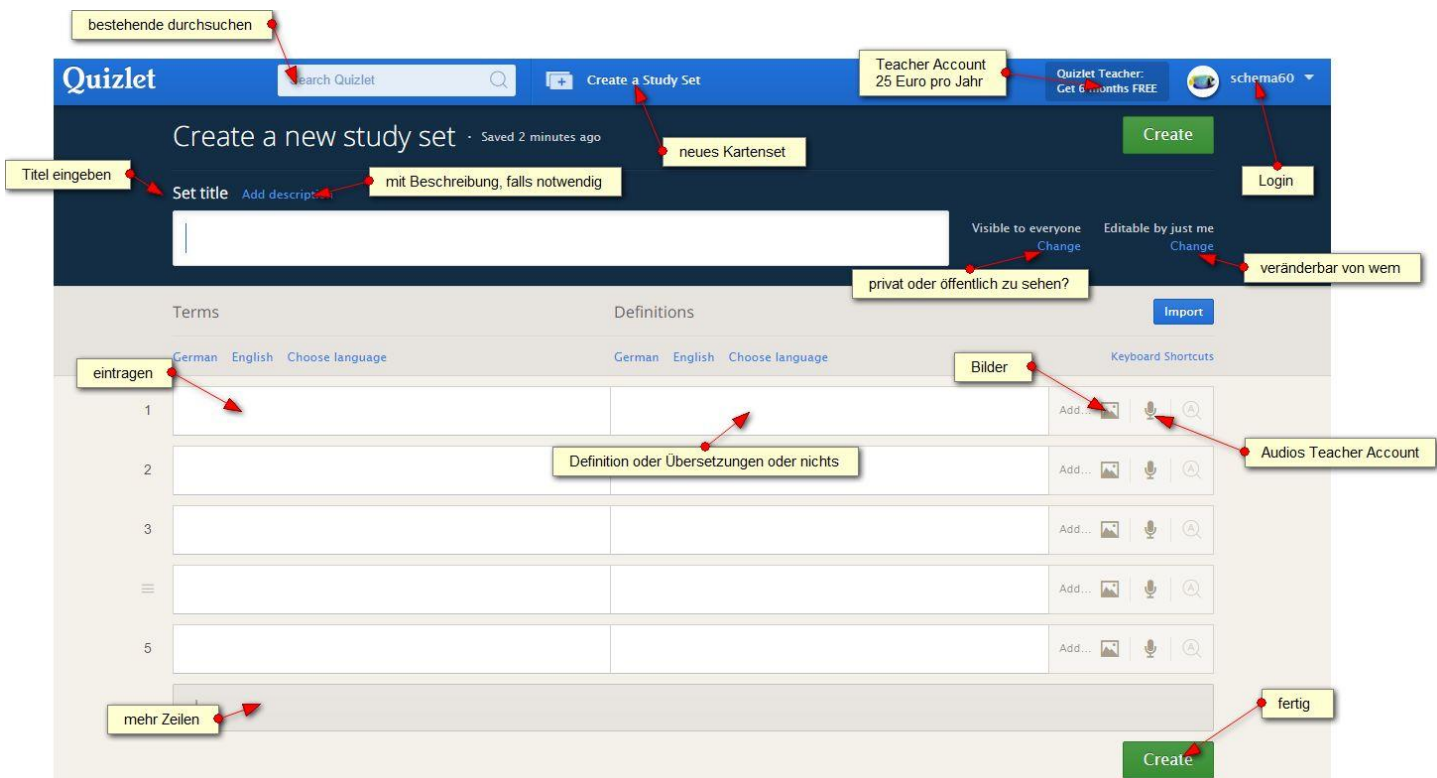 bestehende durchsuchen
Quizlet
Search Quizlet
Create a Study Set
Teacher Account
25 Euro pro Jahr
Quizlet Teacher:
Get 6 months FREE
schema60
Create a new study set · Saved 2 minutes ago
Create
neues Kartenset
Titel eingeben
mit Beschreibung, falls notwendig
Login
Set title Add description
Visible to everyone
Change
Editable by just me
Change
privat oder öffentlich zu sehen?
veränderbar von wem
Terms
Definitions
Import
German English Choose language
German English Choose language
Keyboard Shortcuts
eintragen
Bilder
1
Add...
Definition oder Übersetzungen oder nichts
Audios Teacher Account
2
Add...
3
Add...
Add...
5
Add...
mehr Zeilen
fertig
Create